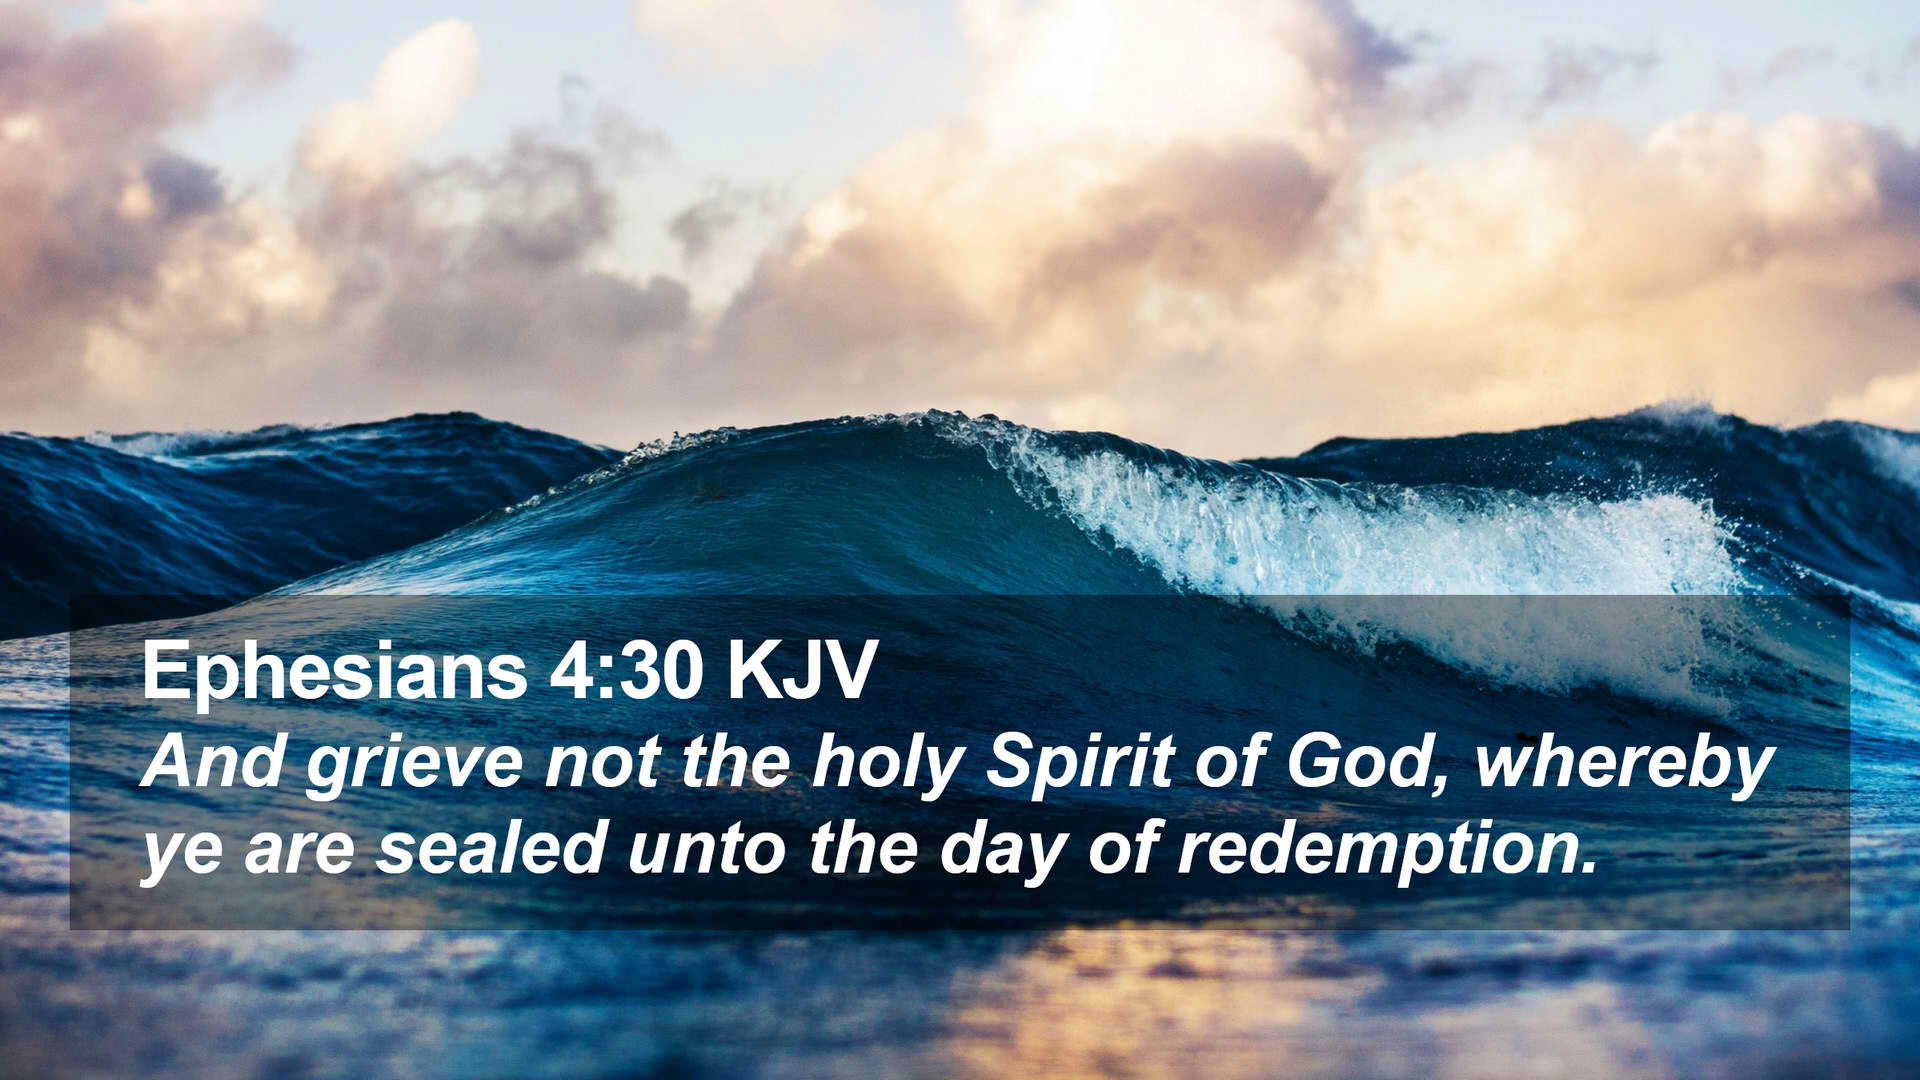 Ephesians 4:30 KJV
And grieve not the holy Spirit of God, whereby
ye are sealed unto the day of redemption.